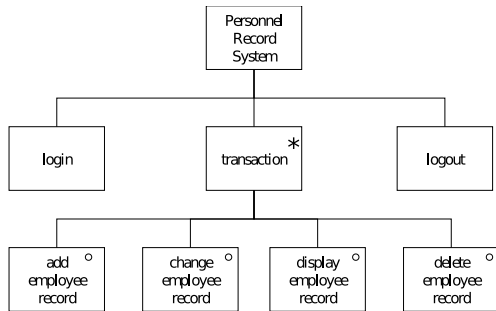 Personnel
Record
System
login
transaction *
logout
add
employee
record
change
employee
record
display
employee
record
delete
employee
record